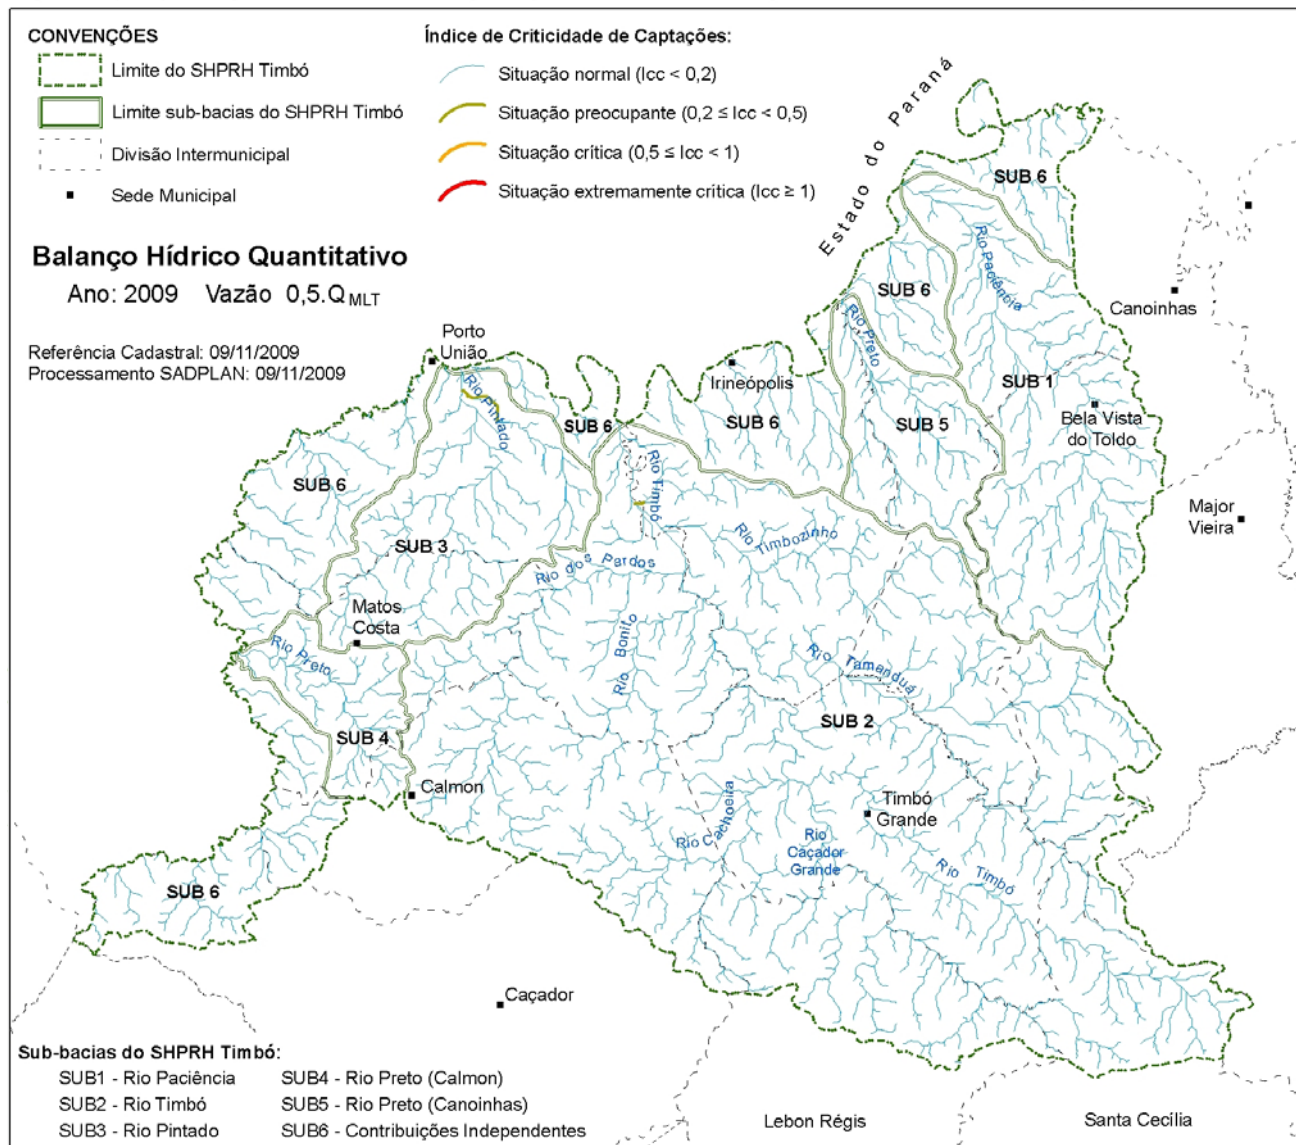 CONVENÇÕES
Limite do SHPRH Timbó
Limite sub-bacias do SHPRH Timbó
Divisão Intermunicipal
Sede Municipal
Índice de Criticidade de Captações:
Situação normal (Icc < 0,2)
Situação preocupante (0,2 ≤ Icc < 0,5)
Situação crítica (0,5 ≤ Icc < 1)
Situação extremamente crítica (Icc ≥ 1)
Balanço Hídrico Quantitativo
Ano: 2009 Vazão 0,5.QMLT
Referência Cadastral: 09/11/2009
Processamento SADPLAN: 09/11/2009
Estado do Paraná
SUB 6
Rio Paciência
SUB 6
Canoinhas
Rio Preto
Porto
União
Irineópolis
Rio Pintado
SUB 1
Bela Vista
do Toldo
SUB 6
SUB 6
SUB 5
Rio Timbó
SUB 6
Major
Vieira
Rio Timbozinho
SUB 3
Rio dos Pardos
Matos
Costa
Rio Bonito
Rio Preto
Rio Tamanduá
SUB 2
SUB 4
Calmon
Timbó
Grande
Rio Cachoeira
Rio
Caçador
Grande
Rio Timbó
SUB 6
Caçador
Sub-bacias do SHPRH Timbó:
SUB1 - Rio Paciência
SUB2 - Rio Timbó
SUB3 - Rio Pintado
SUB4 - Rio Preto (Calmon)
SUB5 - Rio Preto (Canoinhas)
SUB6 - Contribuições Independentes
Lebon Régis
Santa Cecília